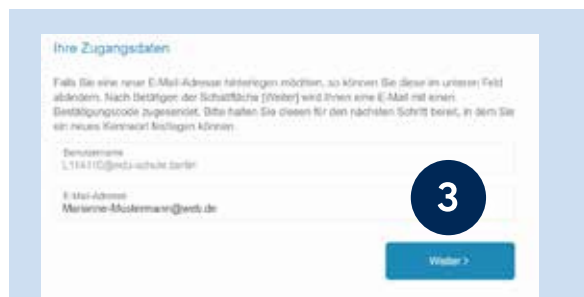 Ihre Zugangsdaten
Falls Sie eine neue E-Mail-Adresse hinterlegen möchten, so können Sie diese im unteren Feld
abändern. Nach Betätigen der Schaltfläche [Weiter] wird Ihnen eine E-Mail mit einem
Bestätigungscode zugesendet. Bitte halten Sie diesen für den nächsten Schritt bereit, in dem Sie
ein neues Kennwort festlegen können.
Benutzername
E-Mail-Adresse
Marianne-Mustermann@web.de
3
Weiter >